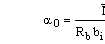 α₀ = Î / (R_b b_i)